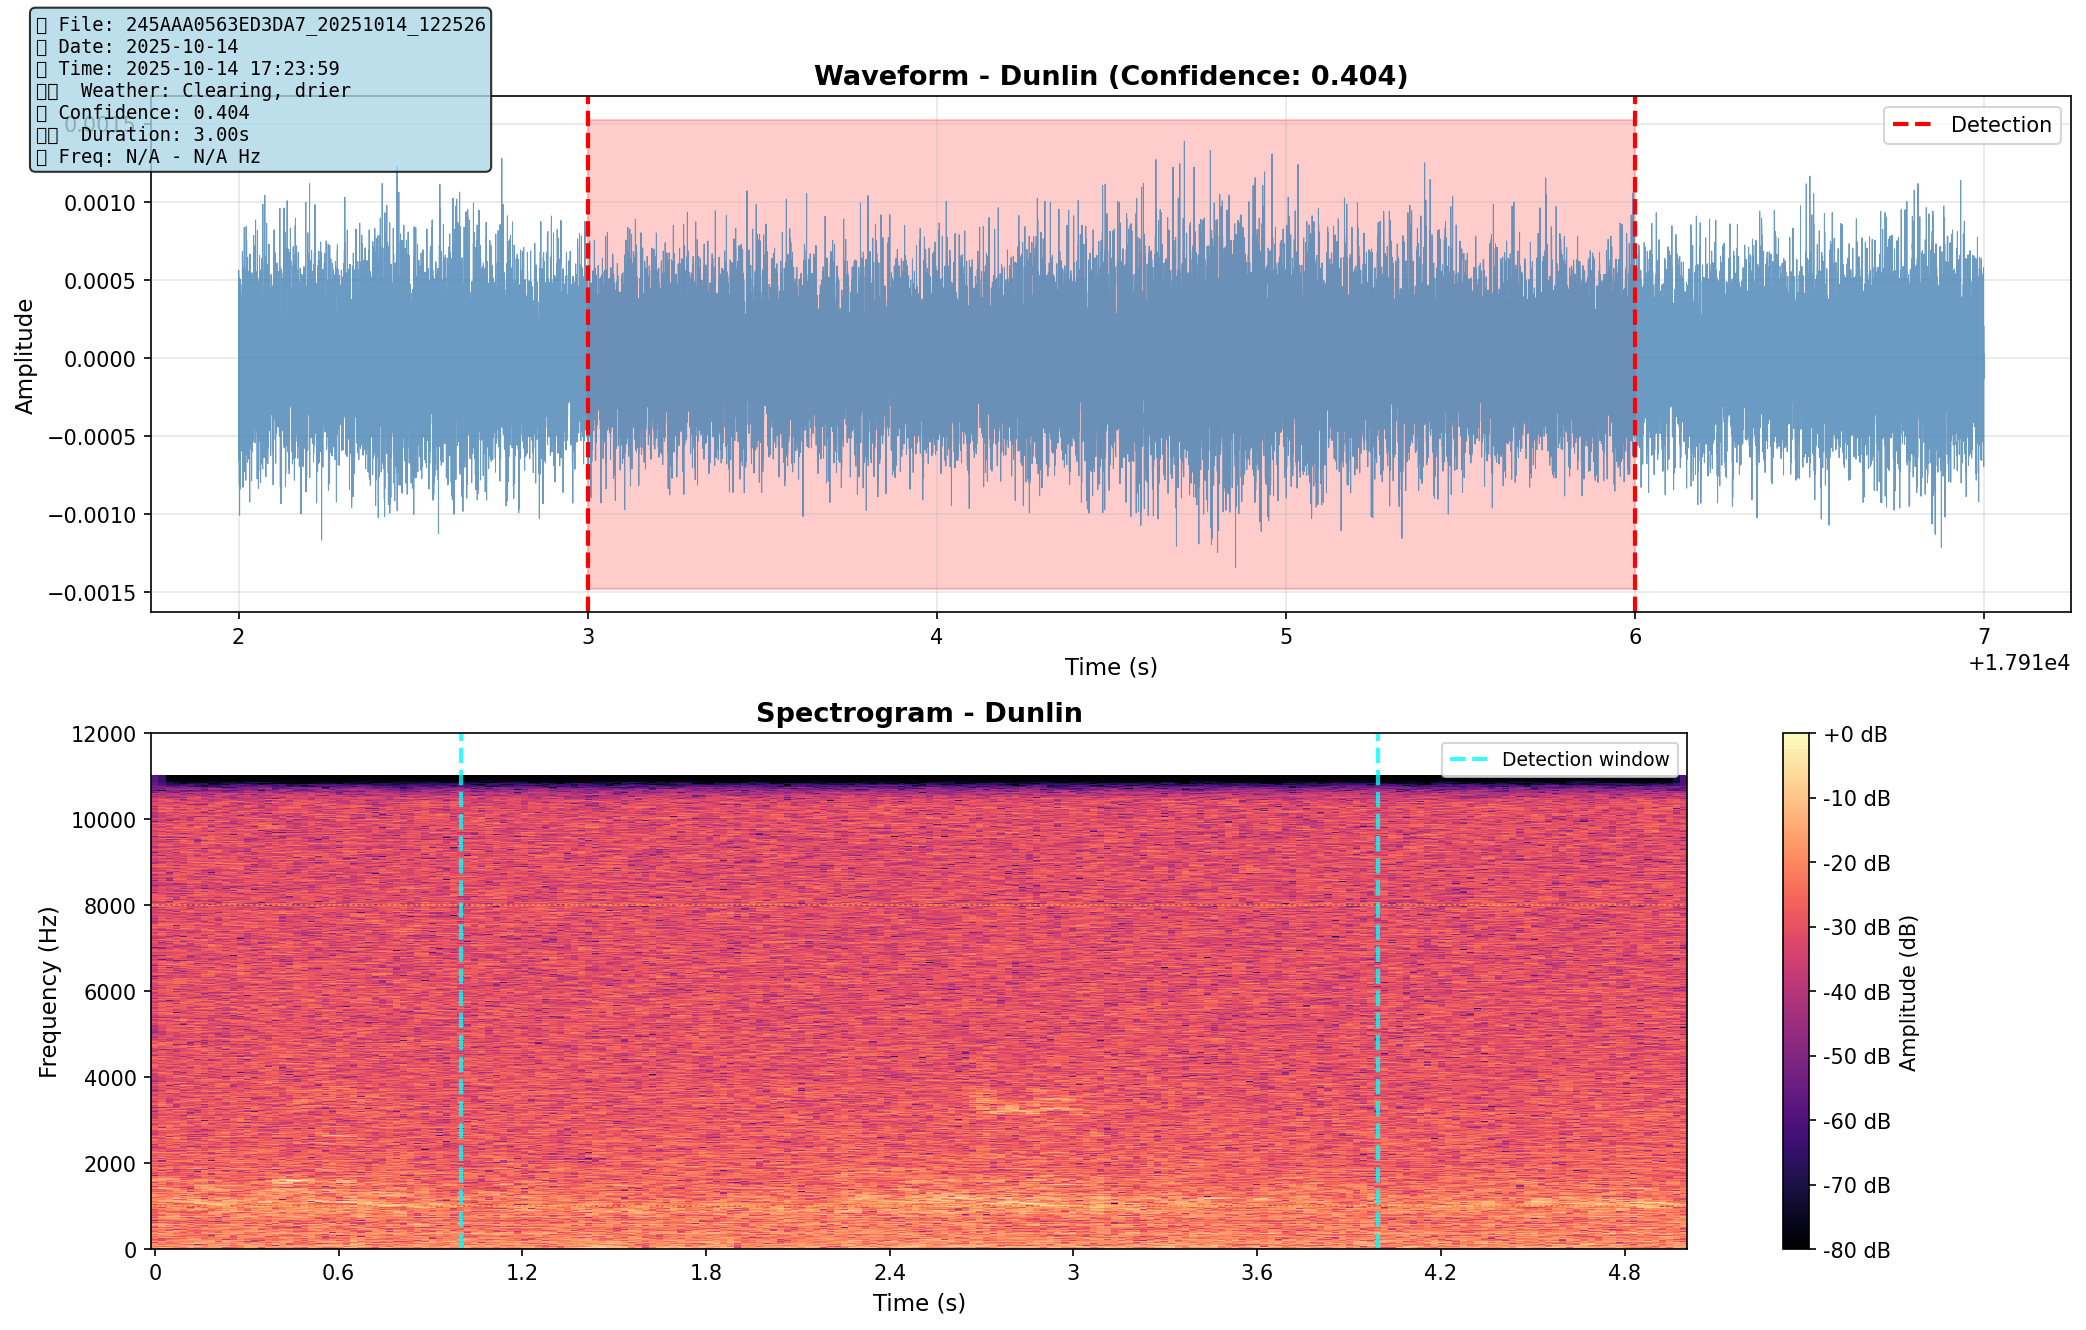 File: 245AAA0563ED3DA7_20251014_122526
Date: 2025-10-14
Time: 2025-10-14 17:23:59
Weather: Clearing, drier
Confidence: 0.404
Duration: 3.00s
Freq: N/A - N/A Hz
Waveform - Dunlin (Confidence: 0.404)
Detection
Amplitude
0.0015
0.0010
0.0005
0.0000
−0.0005
−0.0010
−0.0015
2 3 4 5 6 7
Time (s)
+1.791e4
Spectrogram - Dunlin
Detection window
Frequency (Hz)
12000
10000
8000
6000
4000
2000
0
0 0.6 1.2 1.8 2.4 3 3.6 4.2 4.8
Time (s)
+0 dB
-10 dB
-20 dB
-30 dB
-40 dB
-50 dB
-60 dB
-70 dB
-80 dB
Amplitude (dB)